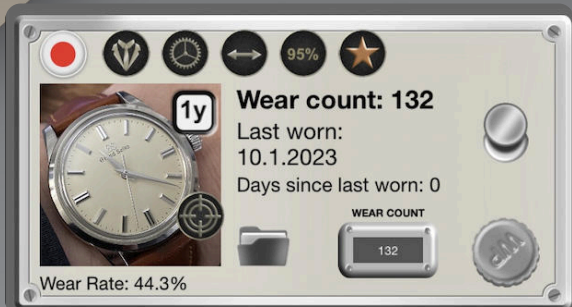 95%
1y
Wear count: 132
Last worn:
10.1.2023
Days since last worn: 0
WEAR COUNT
132
Wear Rate: 44.3%